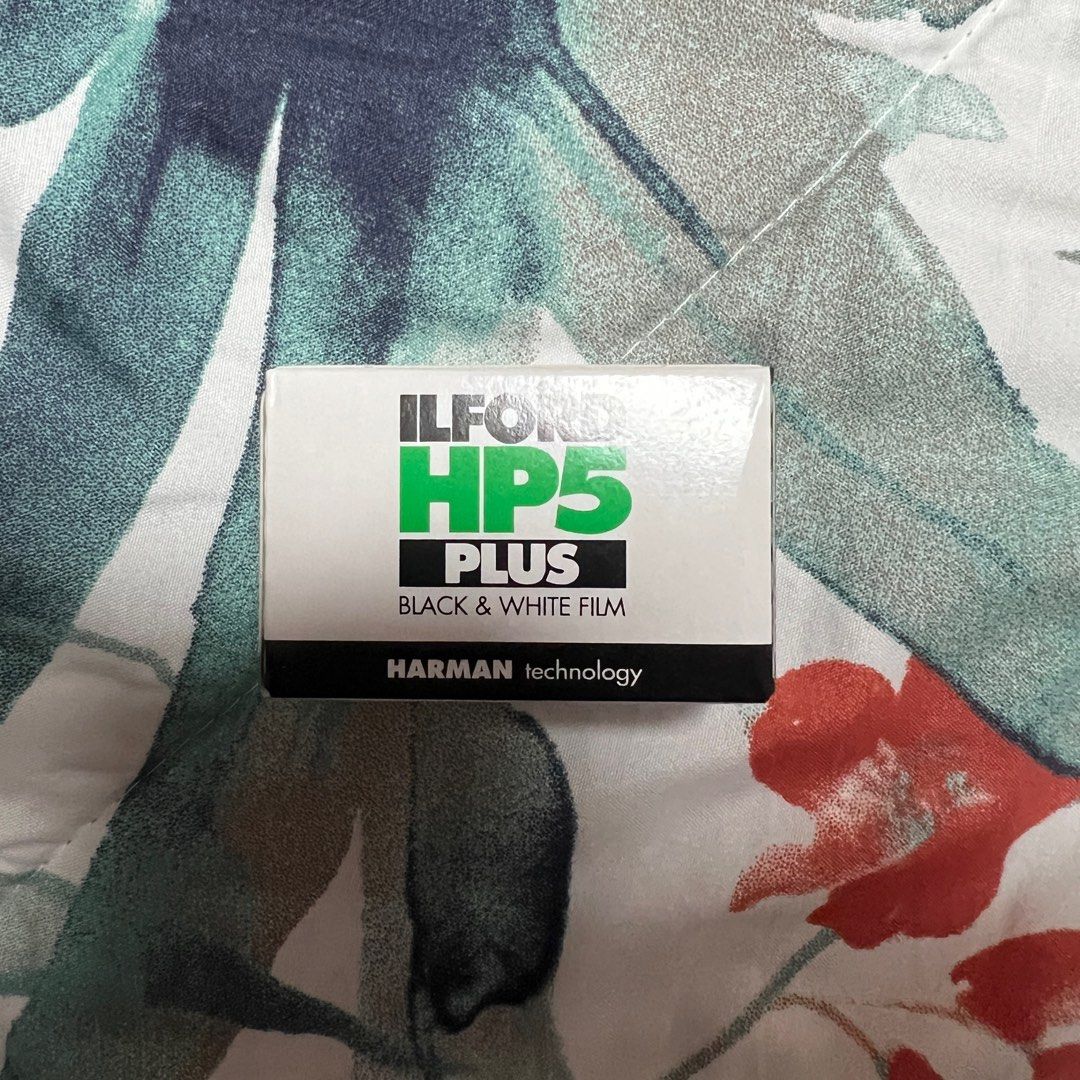 ILFORD
HP5
PLUS
BLACK & WHITE FILM
HARMAN technology